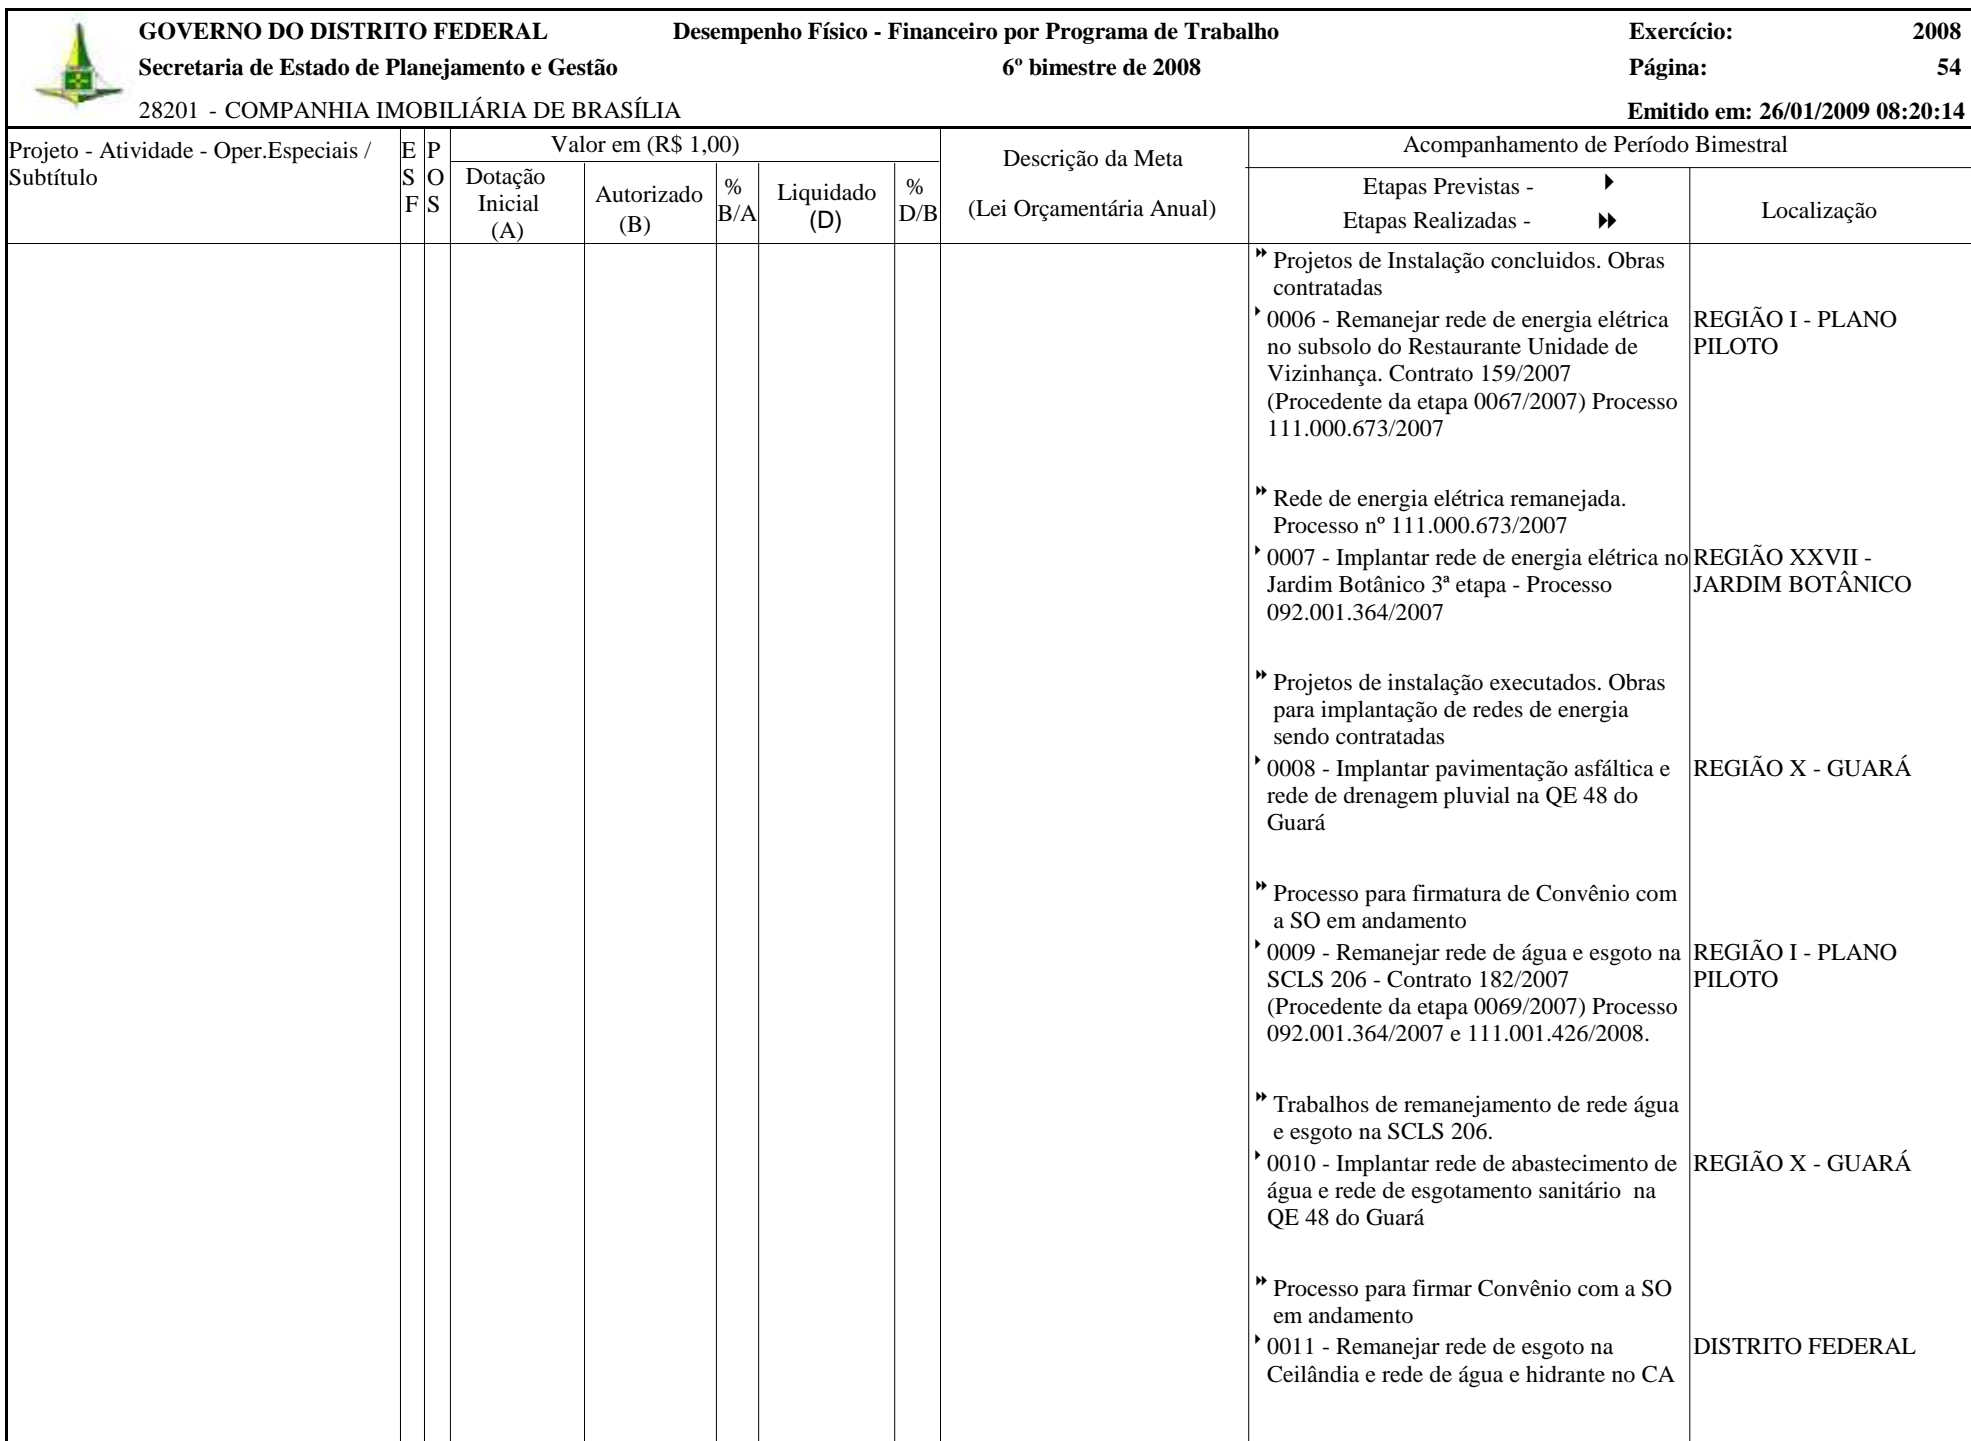 GOVERNO DO DISTRITO FEDERAL
Desempenho Físico - Financeiro por Programa de Trabalho
Exercício: 2008
Secretaria de Estado de Planejamento e Gestão
6º bimestre de 2008
Página: 54
28201 - COMPANHIA IMOBILIÁRIA DE BRASÍLIA
Emitido em: 26/01/2009 08:20:14
Projeto - Atividade - Oper.Especiais /
Subtítulo
E
S
F
P
O
S
Valor em (R$ 1,00)
Dotação
Inicial
(A)
Autorizado
(B)
%
B/A
Liquidado
(D)
%
D/B
Descrição da Meta
(Lei Orçamentária Anual)
Acompanhamento de Período Bimestral
Etapas Previstas -
Etapas Realizadas -
Localização
Projetos de Instalação concluidos. Obras
contratadas
0006 - Remanejar rede de energia elétrica
no subsolo do Restaurante Unidade de
Vizinhança. Contrato 159/2007
(Procedente da etapa 0067/2007) Processo
111.000.673/2007
REGIÃO I - PLANO
PILOTO
Rede de energia elétrica remanejada.
Processo nº 111.000.673/2007
0007 - Implantar rede de energia elétrica no
Jardim Botânico 3ª etapa - Processo
092.001.364/2007
REGIÃO XXVII -
JARDIM BOTÂNICO
Projetos de instalação executados. Obras
para implantação de redes de energia
sendo contratadas
0008 - Implantar pavimentação asfáltica e
rede de drenagem pluvial na QE 48 do
Guará
REGIÃO X - GUARÁ
Processo para firmatura de Convênio com
a SO em andamento
0009 - Remanejar rede de água e esgoto na
SCLS 206 - Contrato 182/2007
(Procedente da etapa 0069/2007) Processo
092.001.364/2007 e 111.001.426/2008.
REGIÃO I - PLANO
PILOTO
Trabalhos de remanejamento de rede água
e esgoto na SCLS 206.
0010 - Implantar rede de abastecimento de
água e rede de esgotamento sanitário  na
QE 48 do Guará
REGIÃO X - GUARÁ
Processo para firmar Convênio com a SO
em andamento
0011 - Remanejar rede de esgoto na
Ceilândia e rede de água e hidrante no CA
DISTRITO FEDERAL